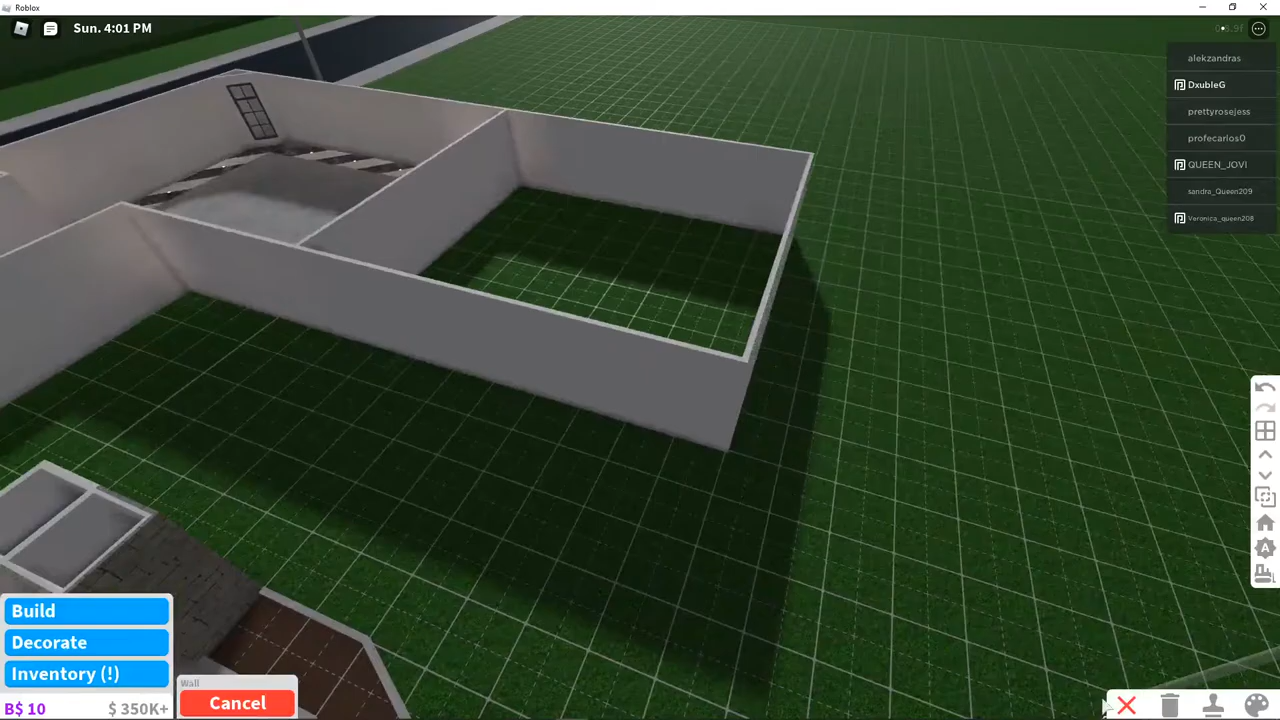 Roblox
Sun. 4:01 PM
alekzandras
DxubleG
prettyrosejess
profecarlos0
QUEEN_JOVI
sandra_Queen209
Veronica_queen208
A
Build
Decorate
Inventory (!)
B$ 10
$ 350K+
Wall
Cancel